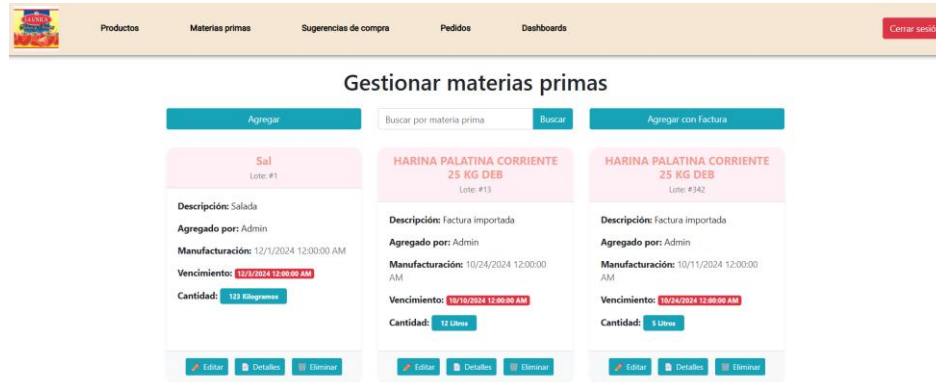 Productos
Materias primas
Sugerencias de compra
Pedidos
Dashboards
Cerrar sesió
Gestionar materias primas
Agregar
Buscar por materia prima
Buscar
Agregar con Factura
Sal
Lote: #1
Descripción: Salada
Agregado por: Admin
Manufacturación: 12/1/2024 12:00:00 AM
Vencimiento: 12/3/2024 12:00:00 AM
Cantidad: 123 Kilogramos
Editar
Detalles
Eliminar
HARINA PALATINA CORRIENTE
25 KG DEB
Lote: #13
Descripción: Factura importada
Agregado por: Admin
Manufacturación: 10/24/2024 12:00:00
AM
Vencimiento: 10/10/2024 12:00:00 AM
Cantidad: 12 Litros
Editar
Detalles
Eliminar
HARINA PALATINA CORRIENTE
25 KG DEB
Lote: #342
Descripción: Factura importada
Agregado por: Admin
Manufacturación: 10/11/2024 12:00:00
AM
Vencimiento: 10/24/2024 12:00:00 AM
Cantidad: 5 Litros
Editar
Detalles
Eliminar